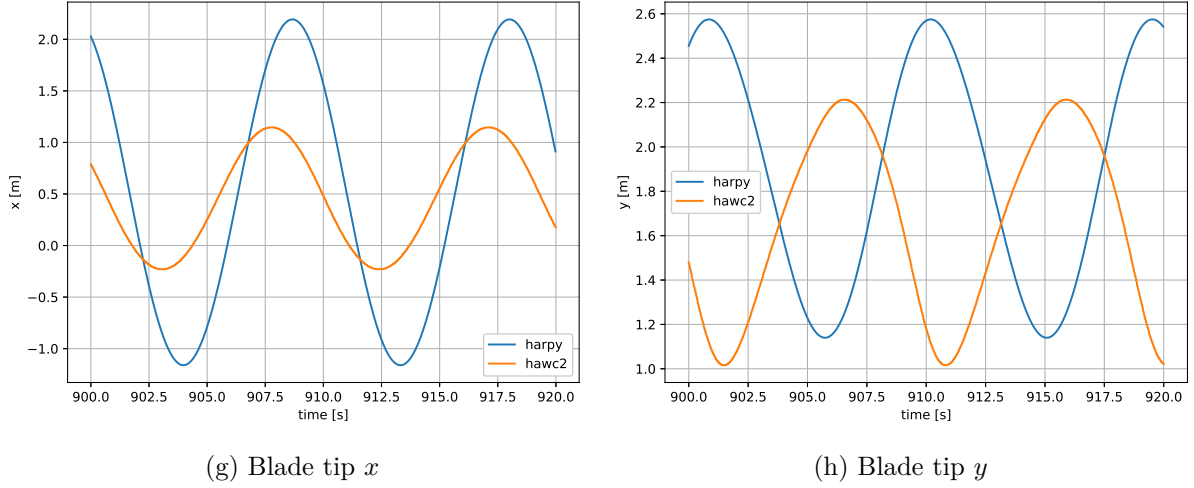 2.0
1.5
1.0
0.5
0.0
−0.5
−1.0
x [m]
900.0 902.5 905.0 907.5 910.0 912.5 915.0 917.5 920.0
time [s]
harpy
hawc2
(g) Blade tip x
2.6
2.4
2.2
2.0
1.8
1.6
1.4
1.2
1.0
y [m]
900.0 902.5 905.0 907.5 910.0 912.5 915.0 917.5 920.0
time [s]
harpy
hawc2
(h) Blade tip y